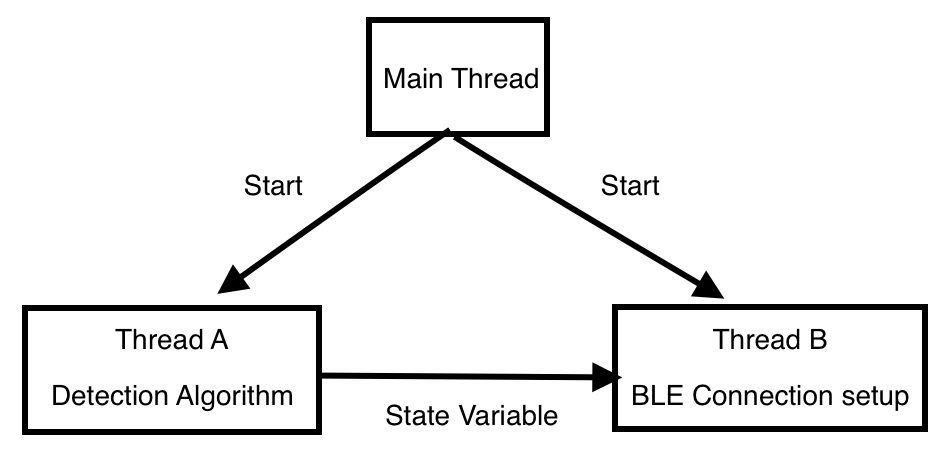 Main Thread
Start
Start
Thread A
Detection Algorithm
Thread B
BLE Connection setup
State Variable